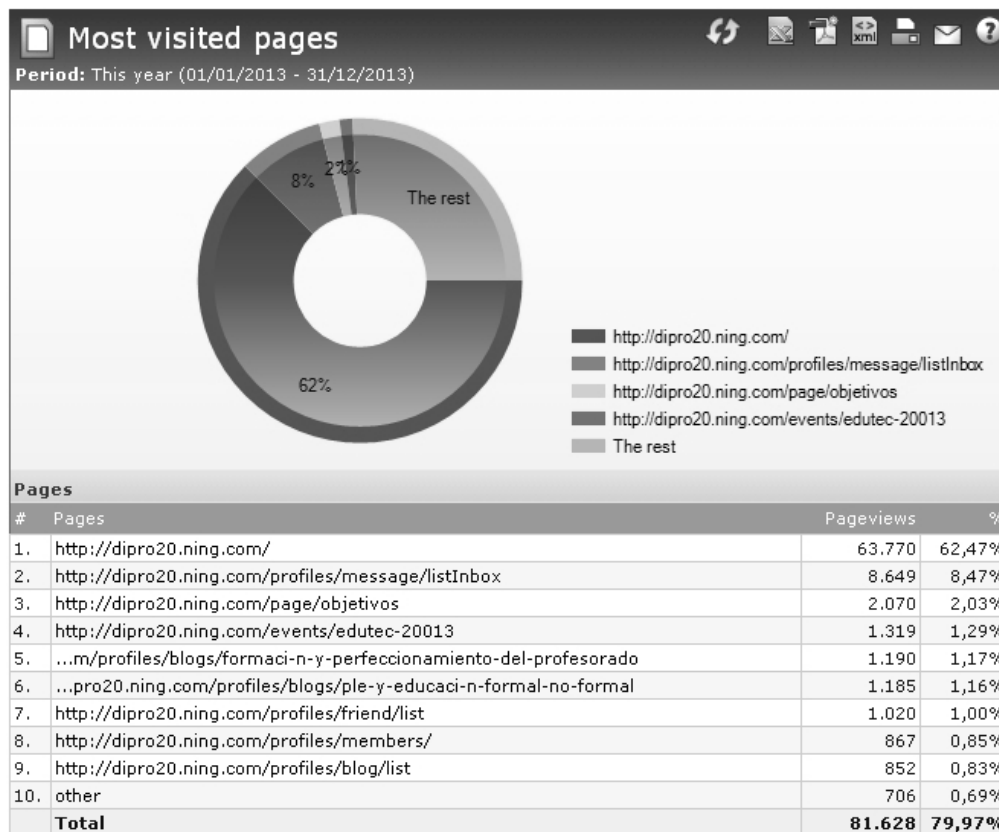 Most visited pages
xml
?
Period: This year (01/01/2013 - 31/12/2013)
8%
2%
1%
The rest
62%
http://dipro20.ning.com/
http://dipro20.ning.com/profiles/message/listInbox
http://dipro20.ning.com/page/objetivos
http://dipro20.ning.com/events/edutec-20013
The rest
Pages
# Pages Pageviews %
1. http://dipro20.ning.com/ 63.770 62,47%
2. http://dipro20.ning.com/profiles/message/listInbox 8.649 8,47%
3. http://dipro20.ning.com/page/objetivos 2.070 2,03%
4. http://dipro20.ning.com/events/edutec-20013 1.319 1,29%
5. ...m/profiles/blogs/formaci-n-y-perfeccionamiento-del-profesorado 1.190 1,17%
6. ...pro20.ning.com/profiles/blogs/ple-y-educaci-n-formal-no-formal 1.185 1,16%
7. http://dipro20.ning.com/profiles/friend/list 1.020 1,00%
8. http://dipro20.ning.com/profiles/members/ 867 0,85%
9. http://dipro20.ning.com/profiles/blog/list 852 0,83%
10. other 706 0,69%
Total 81.628 79,97%